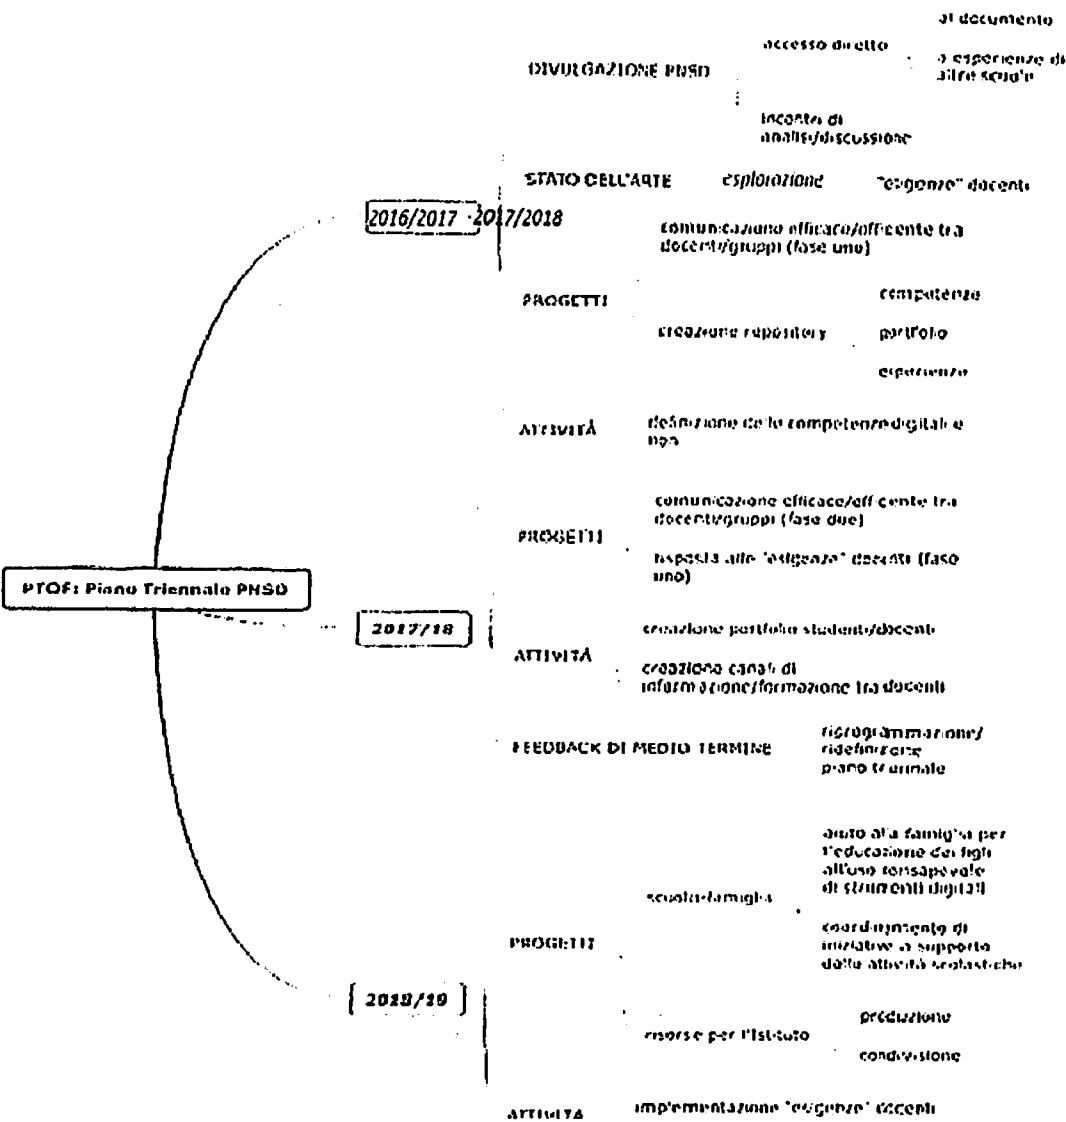 al documento
accesso diretto
a esperienze di
altre scuole
DIVULGAZIONE PNSD
incontri di
analisi/discussione
STATO DELL'ARTE esplorazione "esigenze" docenti
2016/2017 -2017/2018
comunicazione efficace/efficente tra
docenti/gruppi (fase uno)
PROGETTI
competenze
creazione repository portfolio
esperienze
ATTIVITÀ
definizione delle competenze digitali e
non
comunicazione efficace/efficente tra
docenti/gruppi (fase due)
PROGETTI
risposta alle "esigenze" docenti (fase
uno)
PTOF: Piano Triennale PNSD
2017/18
creazione portfolio studenti/docenti
ATTIVITÀ
creazione canali di
informazione/formazione tra docenti
FEEDBACK DI MEDIO TERMINE
riprogrammazione/
ridefinizione
piano triennale
aiuto alla famiglia per
l'educazione dei figli
all'uso consapevole
di strumenti digitali
scuola-famiglia
coordinamento di
iniziative a supporto
delle attività scolastiche
PROGETTI
2018/19
risorse per l'Istituto
produzione
condivisione
ATTIVITÀ implementazione "esigenze" docenti